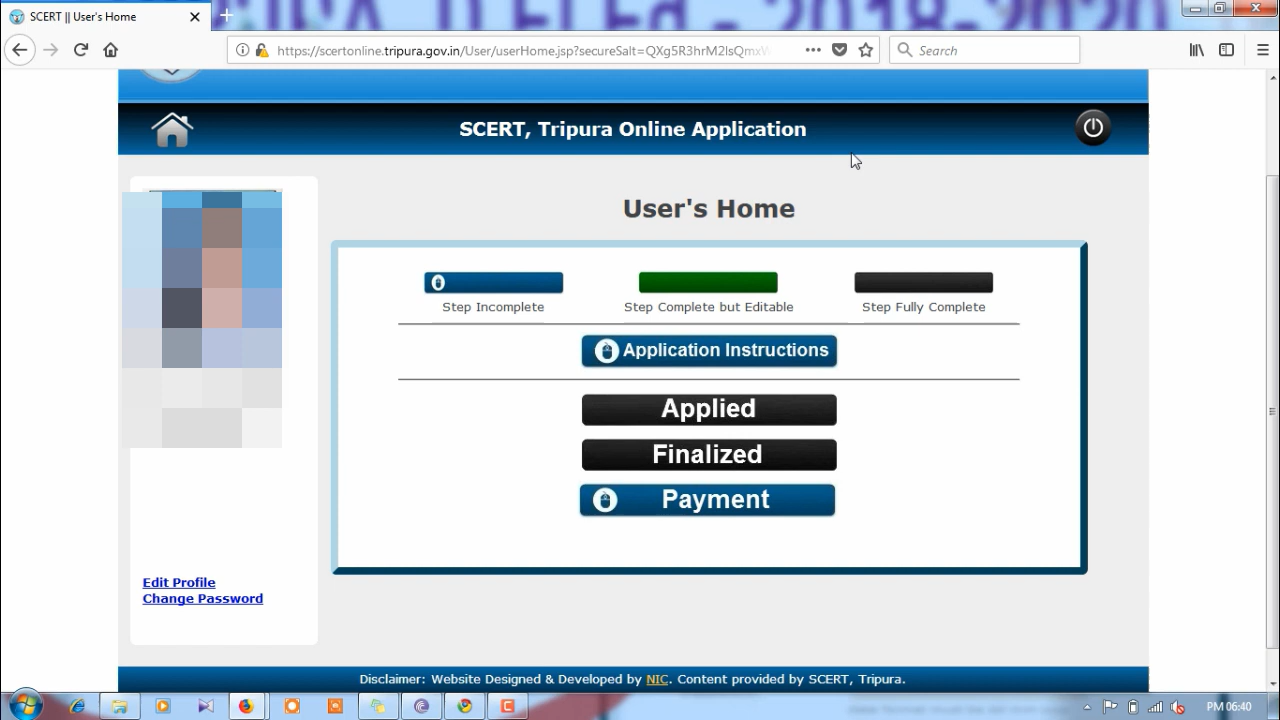 SCERT || User's Home
https://scertonline.tripura.gov.in/User/userHome.jsp?secureSalt=QXg5R3hrM2lsQmxW
Search
SCERT, Tripura Online Application
User's Home
Step Incomplete
Step Complete but Editable
Step Fully Complete
Application Instructions
Applied
Finalized
Payment
Edit Profile
Change Password
Disclaimer: Website Designed & Developed by NIC. Content provided by SCERT, Tripura.
PM 06:40